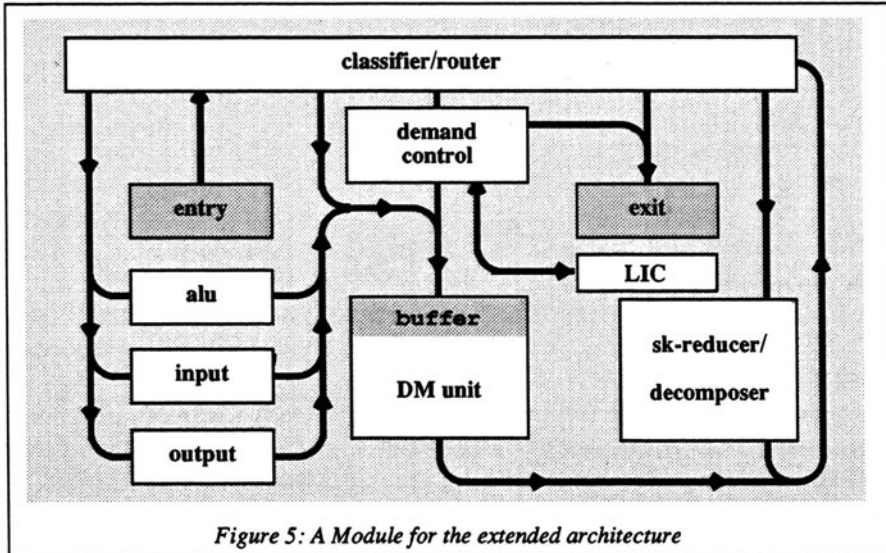 classifier/router
demand
control
entry
exit
LIC
alu
buffer
sk-reducer/
input
DM unit
decomposer
output
Figure 5: A Module for the extended architecture